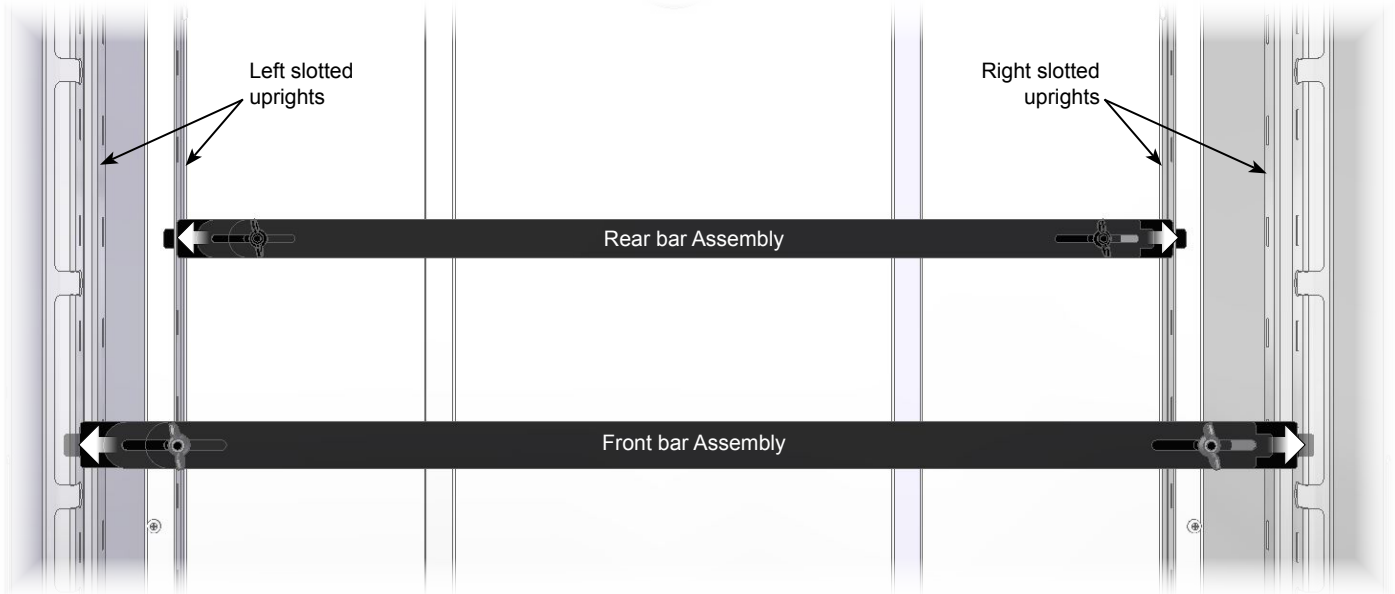 Left slotted
uprights
Right slotted
uprights
Rear bar Assembly
Front bar Assembly